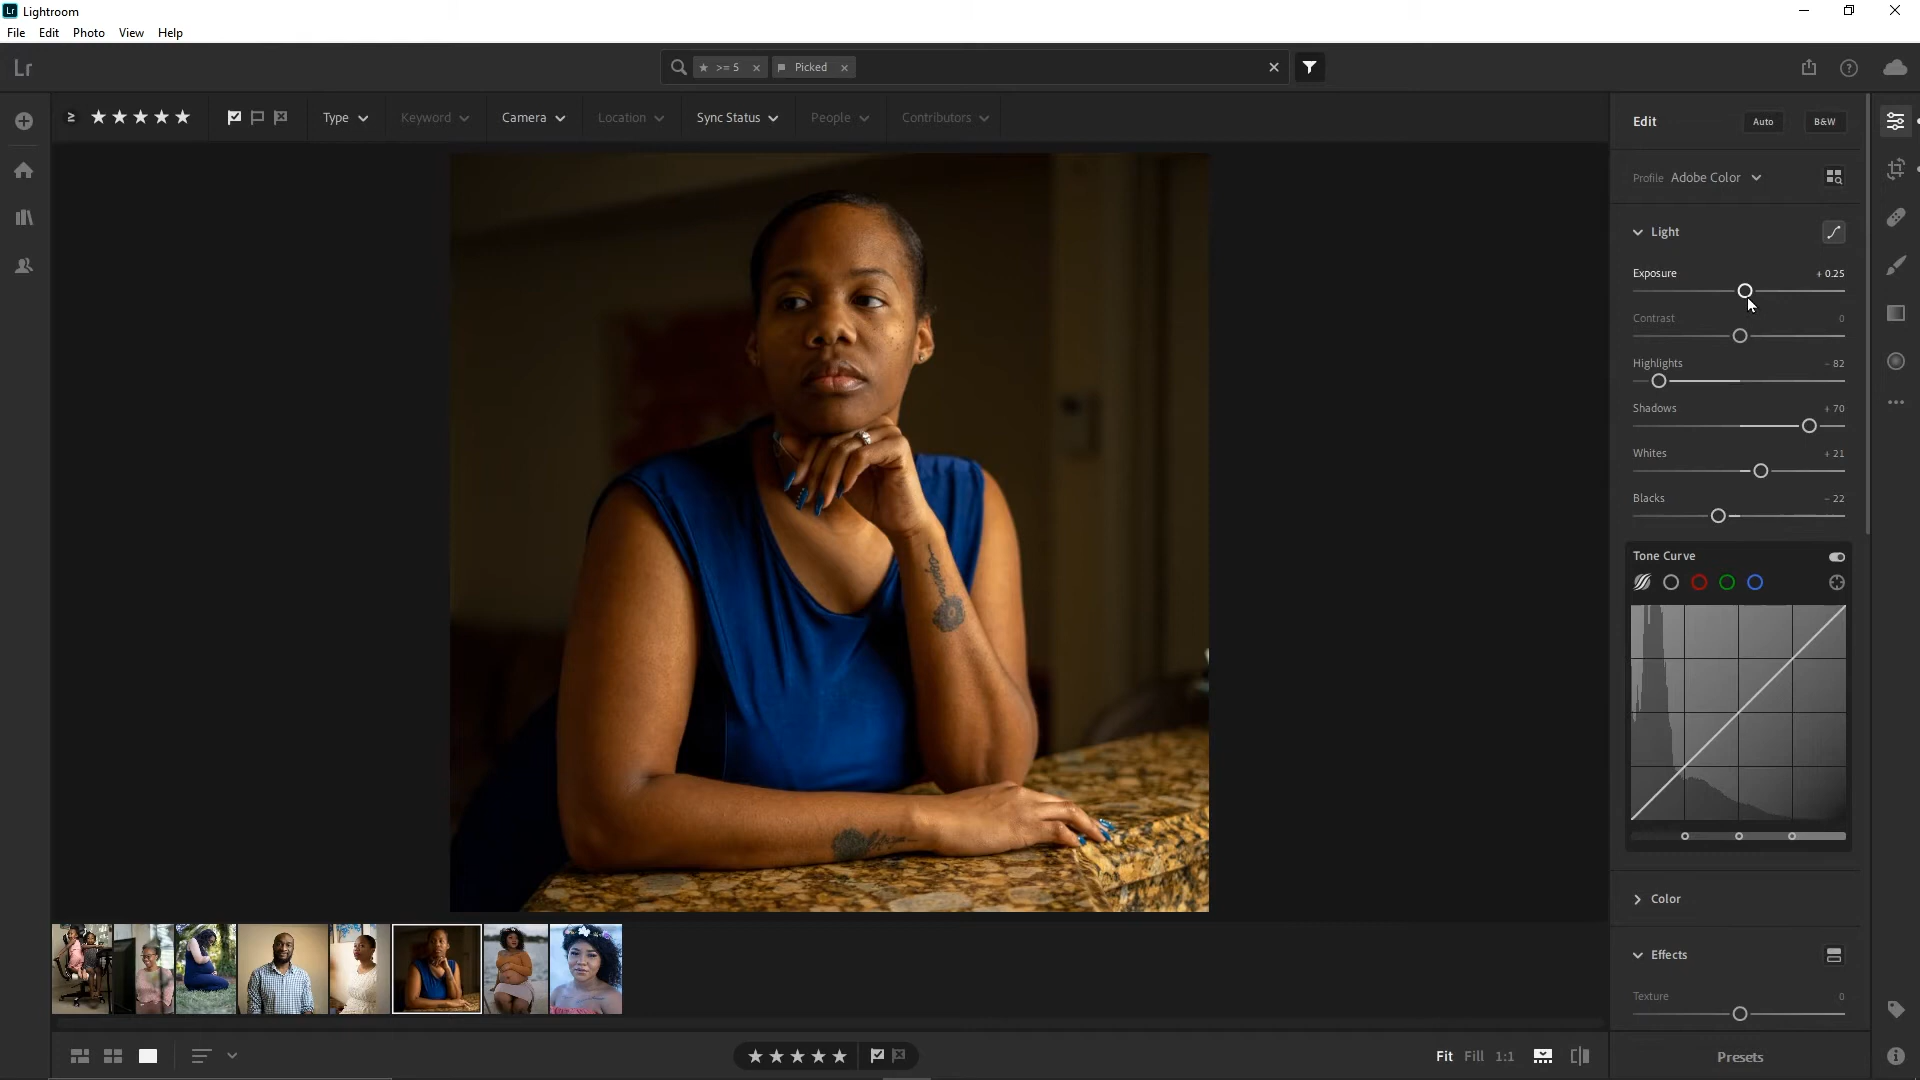 Lr Lightroom
File Edit Photo View Help
Lr >= 5 × Picked × × ?
≥ Type Keyword Camera Location Sync Status People Contributors
Edit Auto B&W
Profile Adobe Color
Light
Exposure + 0.25
Contrast 0
Highlights - 82
Shadows + 70
Whites + 21
Blacks - 22
Tone Curve
Color
Effects
Texture 0
Fit Fill 1:1
Presets